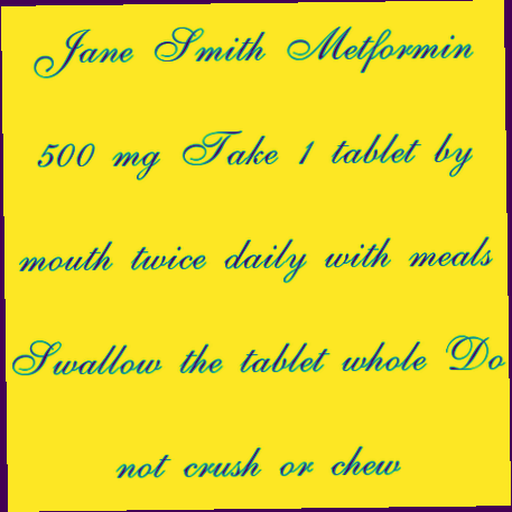 Jane Smith Metformin
500 mg Take 1 tablet by
mouth twice daily with meals
Swallow the tablet whole Do
not crush or chew